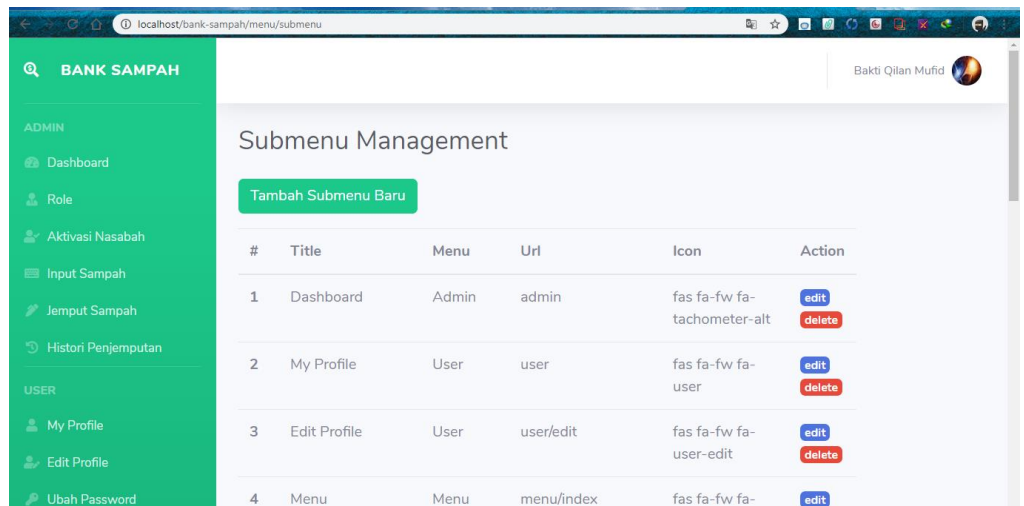 localhost/bank-sampah/menu/submenu
BANK SAMPAH
Bakti Qilan Mufid
ADMIN
Dashboard
Role
Aktivasi Nasabah
Input Sampah
Jemput Sampah
Histori Penjemputan
USER
My Profile
Edit Profile
Ubah Password
Submenu Management
Tambah Submenu Baru
# Title Menu Url Icon Action
1 Dashboard Admin admin fas fa-fw fa-
tachometer-alt edit
delete
2 My Profile User user fas fa-fw fa-
user edit
delete
3 Edit Profile User user/edit fas fa-fw fa-
user-edit edit
delete
4 Menu Menu menu/index fas fa-fw fa- edit